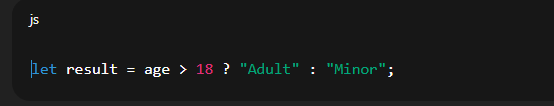 js
let result = age > 18 ? "Adult" : "Minor";